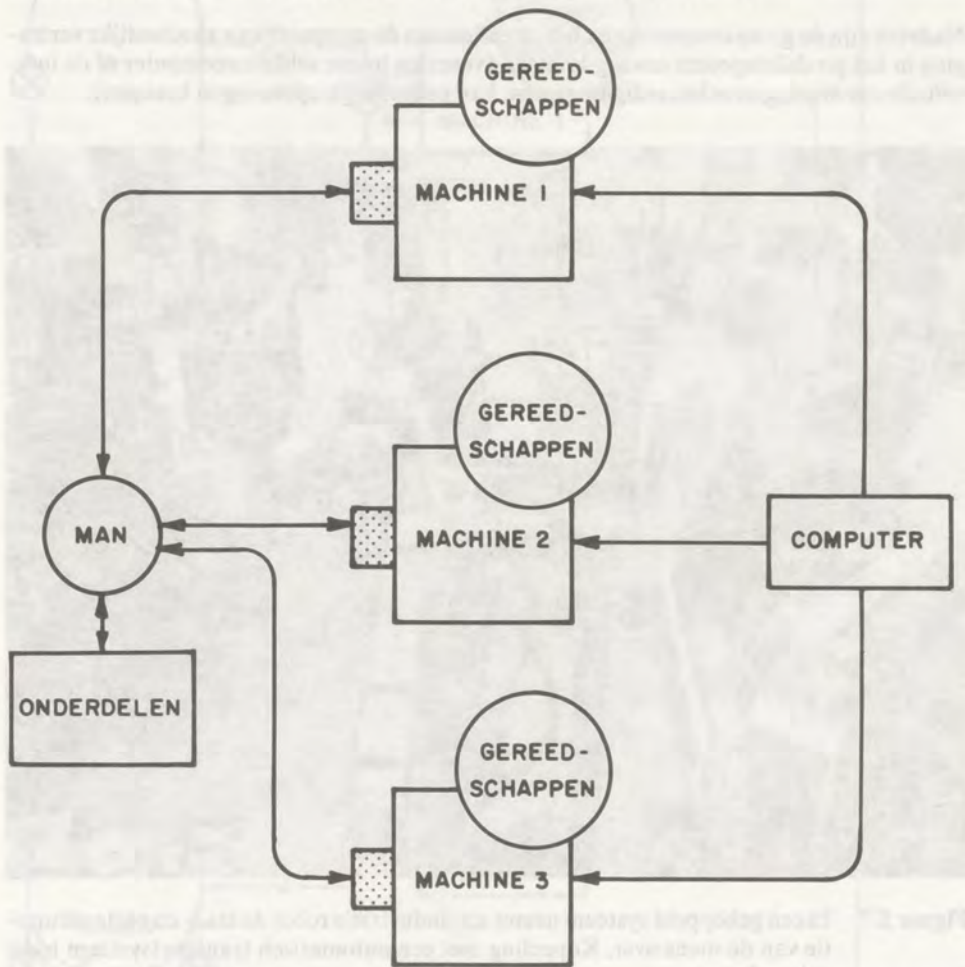 GEREED-
SCHAPPEN
MACHINE 1
GEREED-
SCHAPPEN
MAN
MACHINE 2
COMPUTER
ONDERDELEN
GEREED-
SCHAPPEN
MACHINE 3